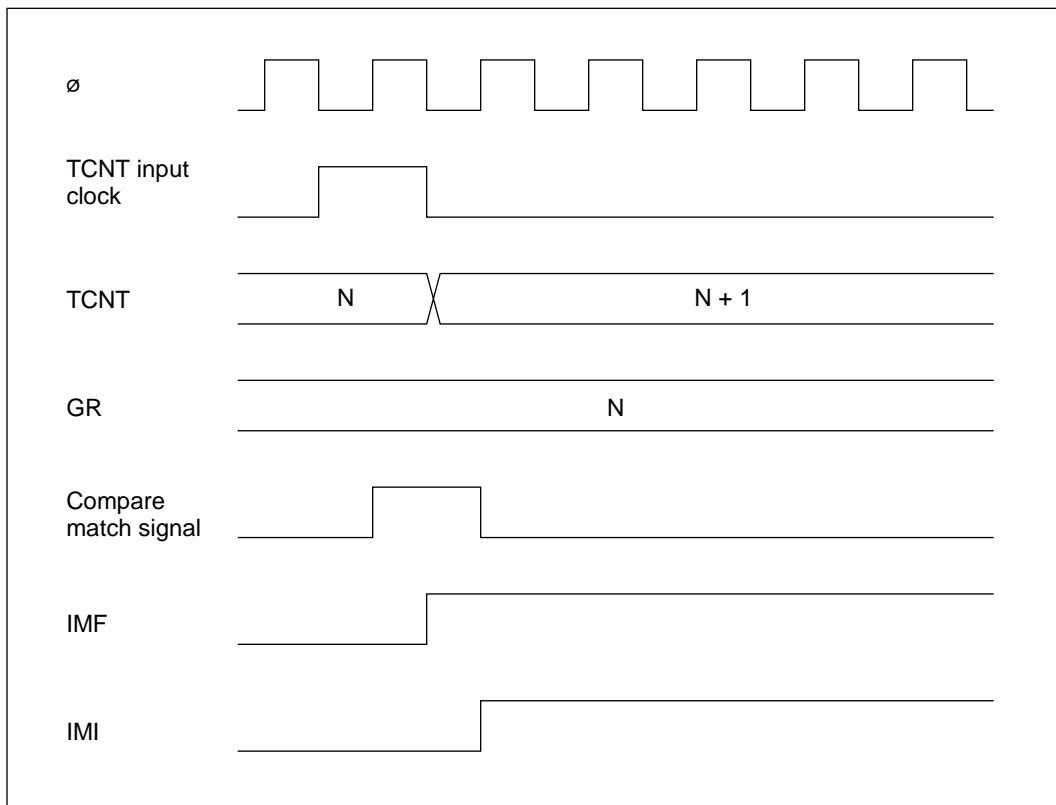 ø
TCNT input
clock
TCNT
N
N + 1
GR
N
Compare
match signal
IMF
IMI